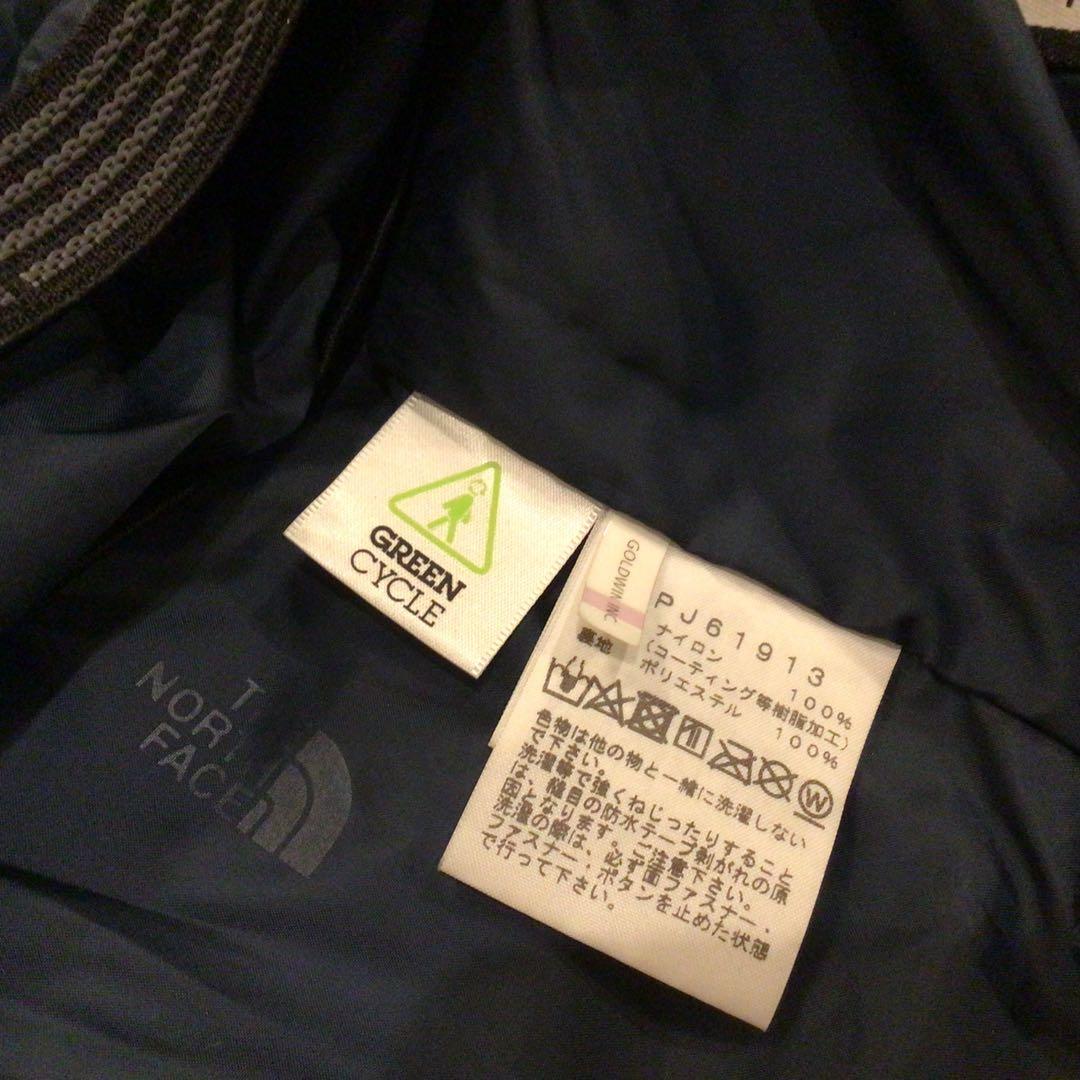 GREEN
CYCLE
GOLDWIN INC
PJ61913
ナイロン 100%
(コーティング等樹脂加工)
裏地 ポリエステル 100%
W
色物は他の物と一緒に洗濯しない
で下さい。
洗濯等で強くねじったりすること
は、縫目の防水テープ剥がれの原
因となります。ご注意下さい。
洗濯の際は、必ず面ファスナー・
ファスナー・ボタンを止めた状態
で行って下さい。
T
NORTH
FACE